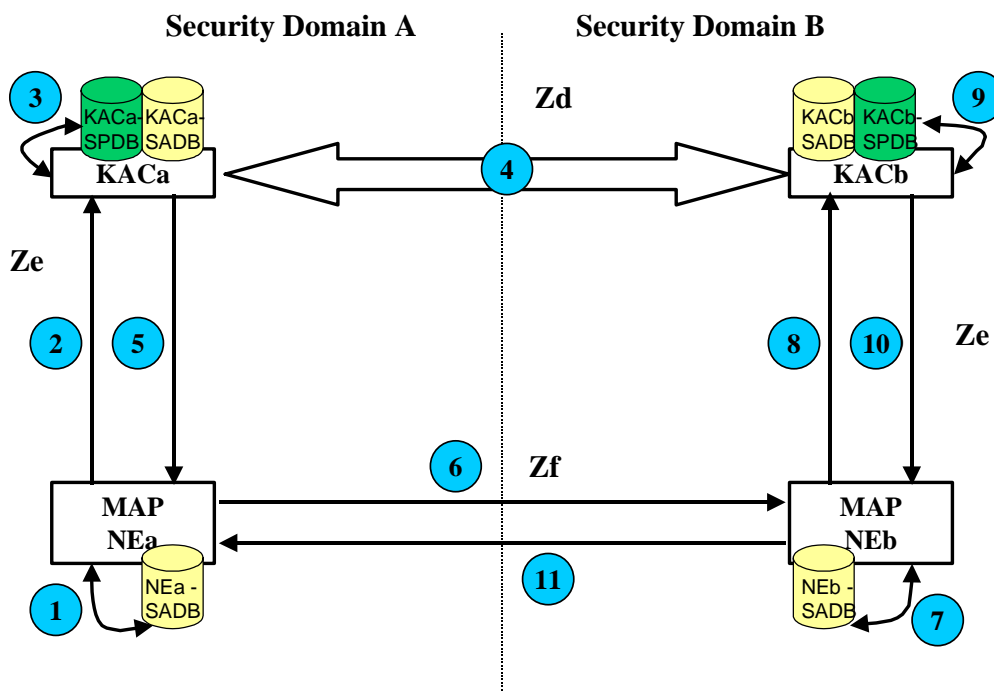 Security Domain A
Security Domain B
3
KACa-
SPDB
KACa-
SADB
Zd
KACb
SADB
KACb-
SPDB
9
KACa
4
KACb
Ze
2
5
8
10
Ze
6
Zf
MAP
NEa
MAP
NEb
11
1
NEa -
SADB
NEb -
SADB
7